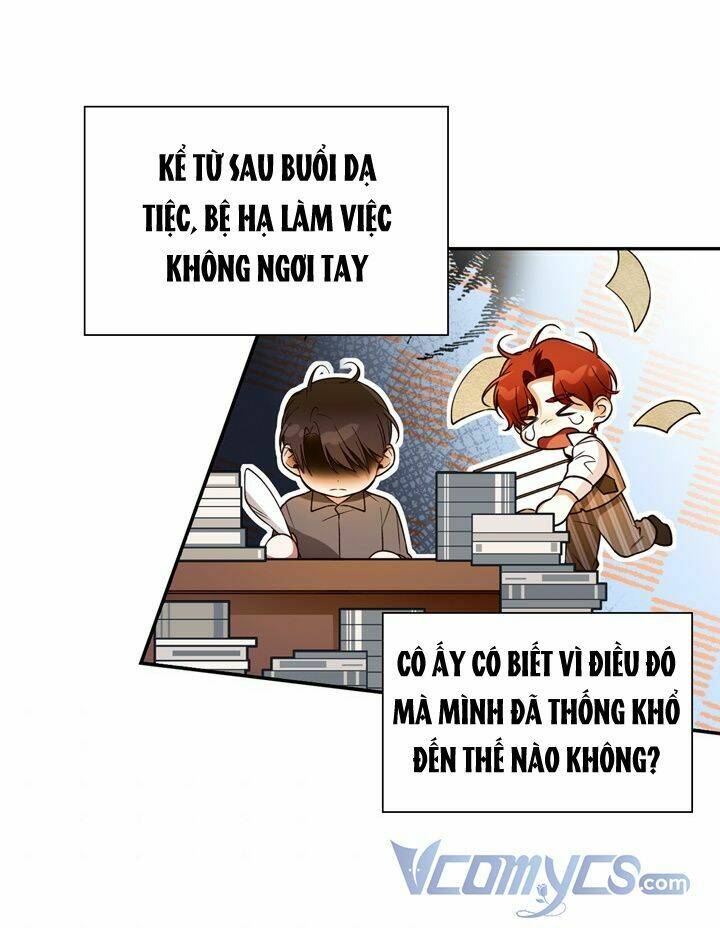 KỂ TỪ SAU BUỔI DẠ
TIỆC, BỆ HẠ LÀM VIỆC
KHÔNG NGƠI TAY
CÔ ẤY CÓ BIẾT VÌ ĐIỀU ĐÓ
MÀ MÌNH ĐÃ THỐNG KHỔ
ĐẾN THẾ NÀO KHÔNG?
VCOMYCS.com